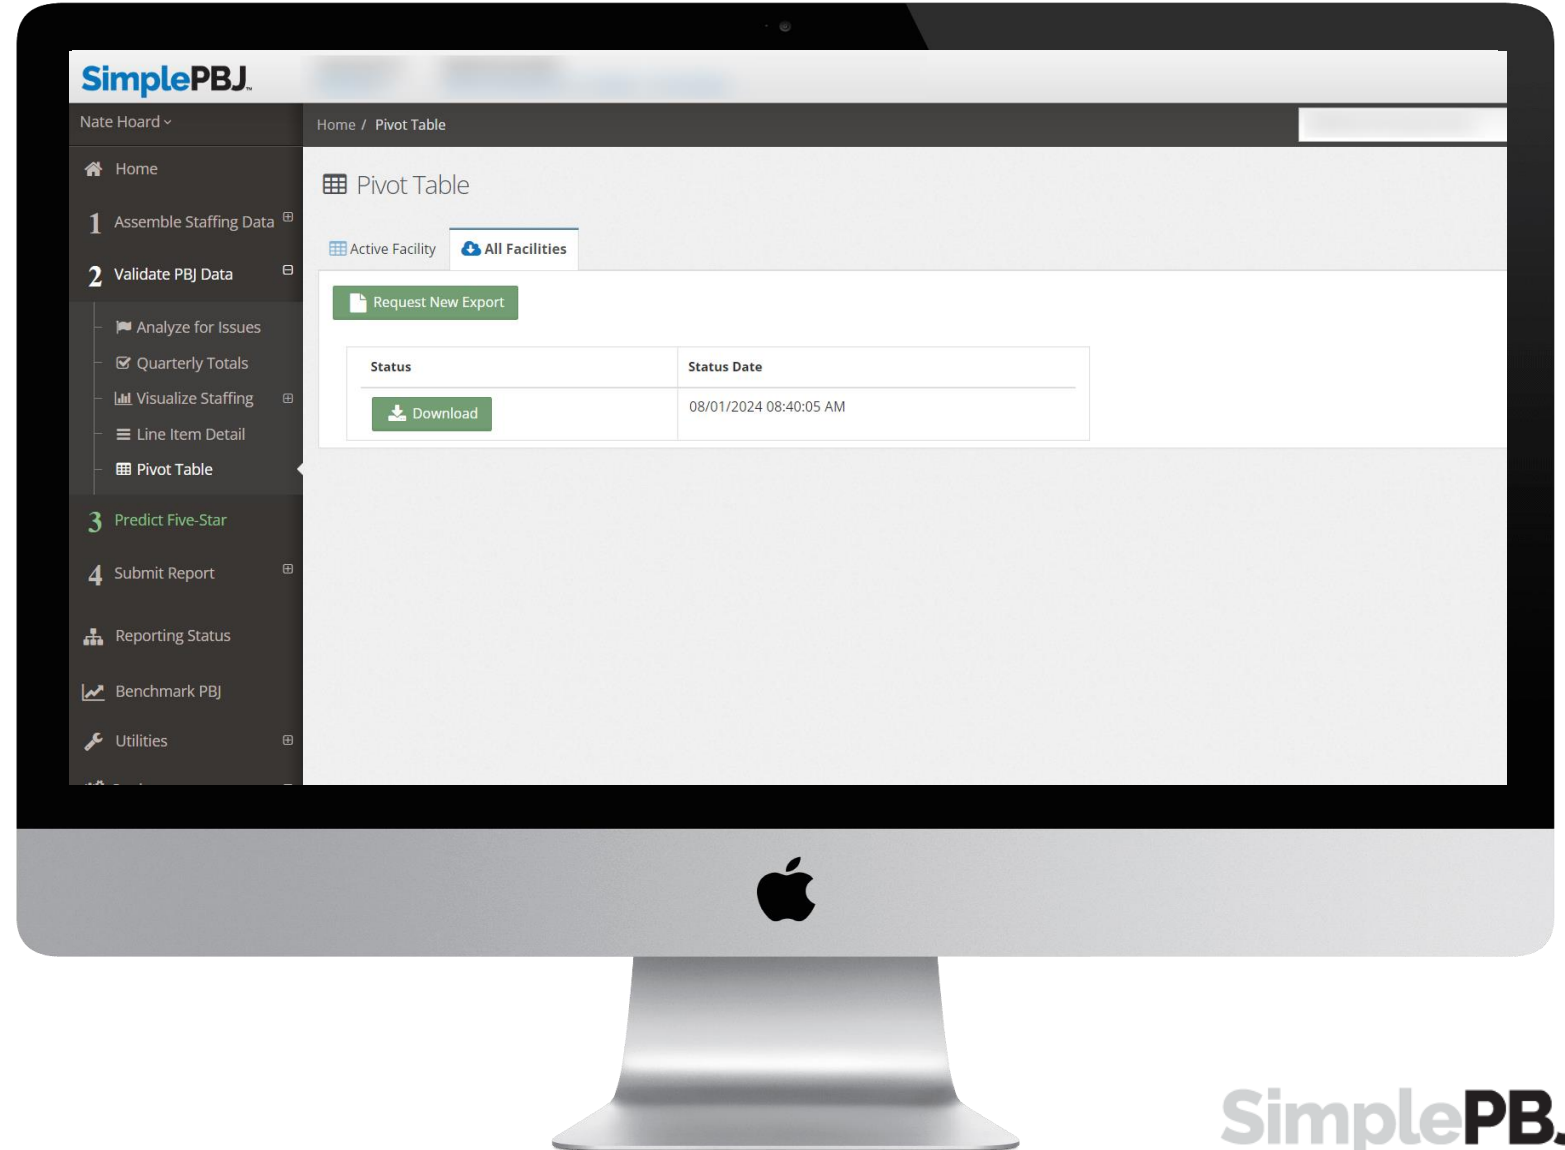 SimplePBJ™
Nate Hoard
Home / Pivot Table
Home
Pivot Table
1 Assemble Staffing Data
Active Facility All Facilities
2 Validate PBJ Data
Request New Export
Analyze for Issues
Quarterly Totals
Status Status Date
Visualize Staffing
Download 08/01/2024 08:40:05 AM
Line Item Detail
Pivot Table
3 Predict Five-Star
4 Submit Report
Reporting Status
Benchmark PBJ
Utilities
SimplePBJ